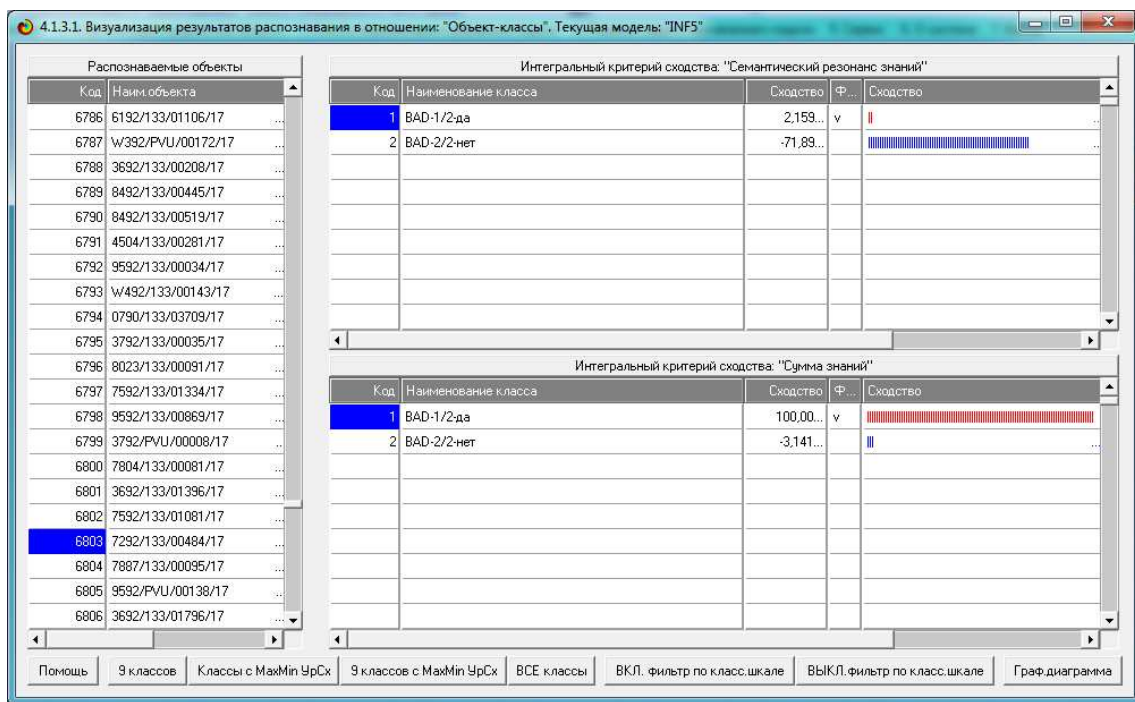 4.1.3.1. Визуализация результатов распознавания в отношении: "Объект-классы". Текущая модель: "INF5"
Распознаваемые объекты
Код Наим.объекта
6786 6192/133/01106/17 ...
6787 W392/PVU/00172/17 ...
6788 3692/133/00208/17 ...
6789 8492/133/00445/17 ...
6790 8492/133/00519/17 ...
6791 4504/133/00281/17 ...
6792 9592/133/00034/17 ...
6793 W492/133/00143/17 ...
6794 0790/133/03709/17 ...
6795 3792/133/00035/17 ...
6796 8023/133/00091/17 ...
6797 7592/133/01334/17 ...
6798 9592/133/00869/17 ...
6799 3792/PVU/00008/17 ...
6800 7804/133/00081/17 ...
6801 3692/133/01396/17 ...
6802 7592/133/01081/17 ...
6803 7292/133/00484/17 ...
6804 7887/133/00095/17 ...
6805 9592/PVU/00138/17 ...
6806 3692/133/01796/17 ...
Интегральный критерий сходства: "Семантический резонанс знаний"
Код Наименование класса Сходство Ф... Сходство
1 BAD-1/2-да 2,159... v
2 BAD-2/2-нет -71,89...
Интегральный критерий сходства: "Сумма знаний"
Код Наименование класса Сходство Ф... Сходство
1 BAD-1/2-да 100,00... v
2 BAD-2/2-нет -3,141...
Помощь 9 классов Классы с MaxMin УрСх 9 классов с MaxMin УрСх ВСЕ классы ВКЛ. фильтр по класс.шкале ВЫКЛ.фильтр по класс.шкале Граф.диаграмма